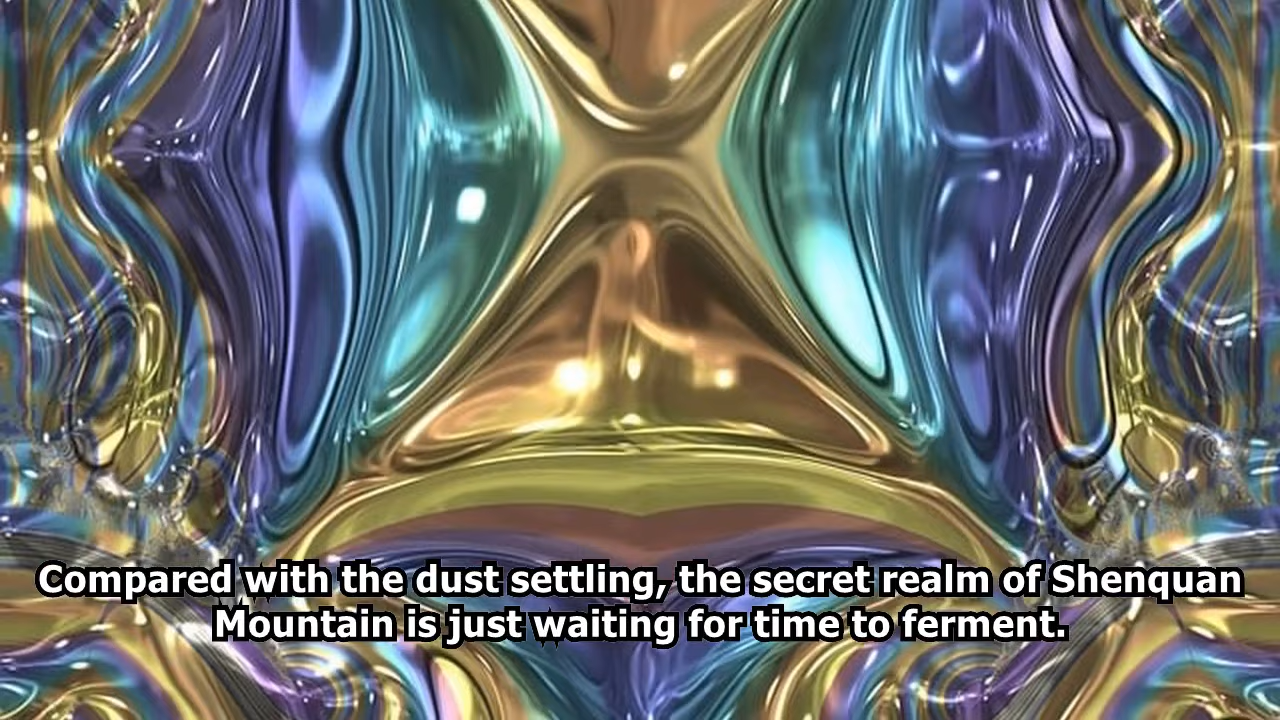 Compared with the dust settling, the secret realm of Shenquan
Mountain is just waiting for time to ferment.